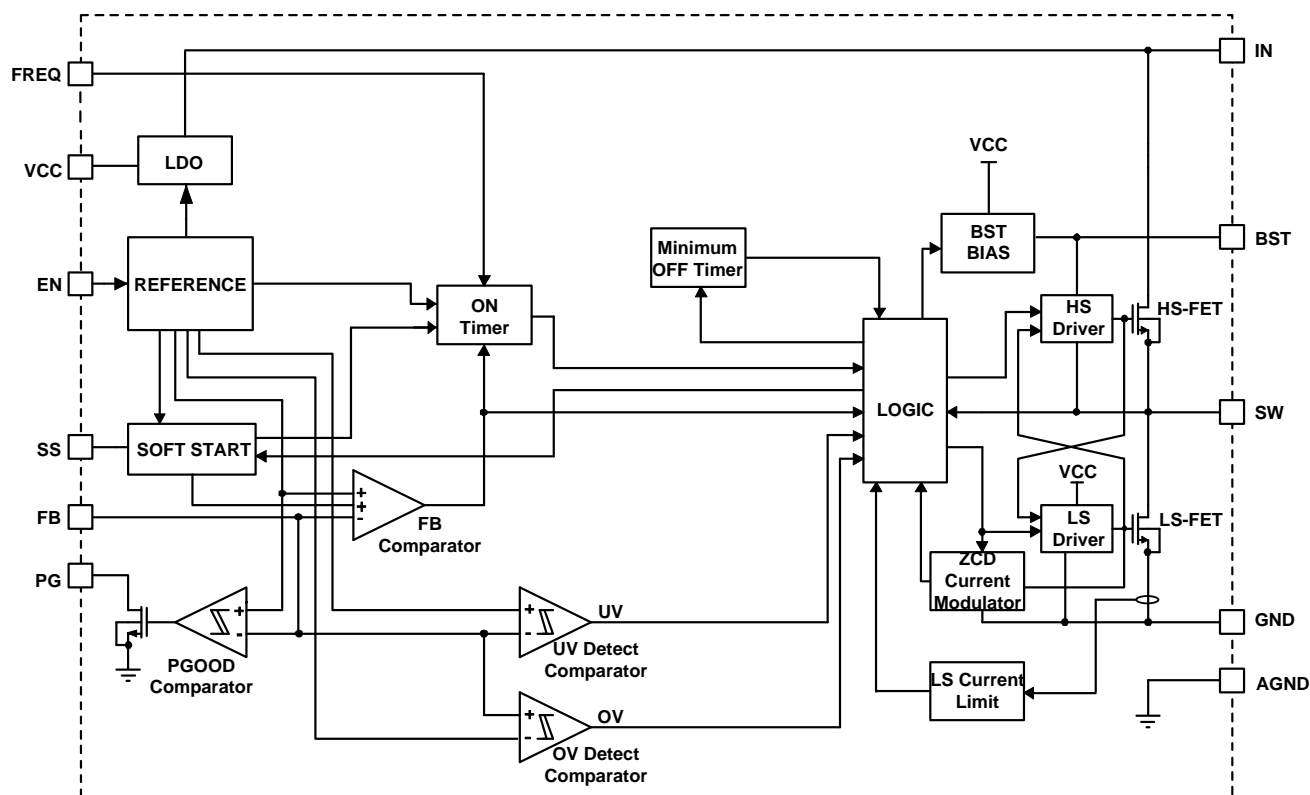 IN
FREQ
LDO
VCC
VCC
BST
BIAS
BST
Minimum
OFF Timer
EN
REFERENCE
ON
Timer
HS
Driver
HS-FET
LOGIC
SW
SS
SOFT START
VCC
+
+
-
FB
FB
Comparator
LS
Driver
LS-FET
PG
ZCD
Current
Modulator
+
-
PGOOD
Comparator
+
-
UV
UV Detect
Comparator
GND
LS Current
Limit
AGND
+
-
OV
OV Detect
Comparator